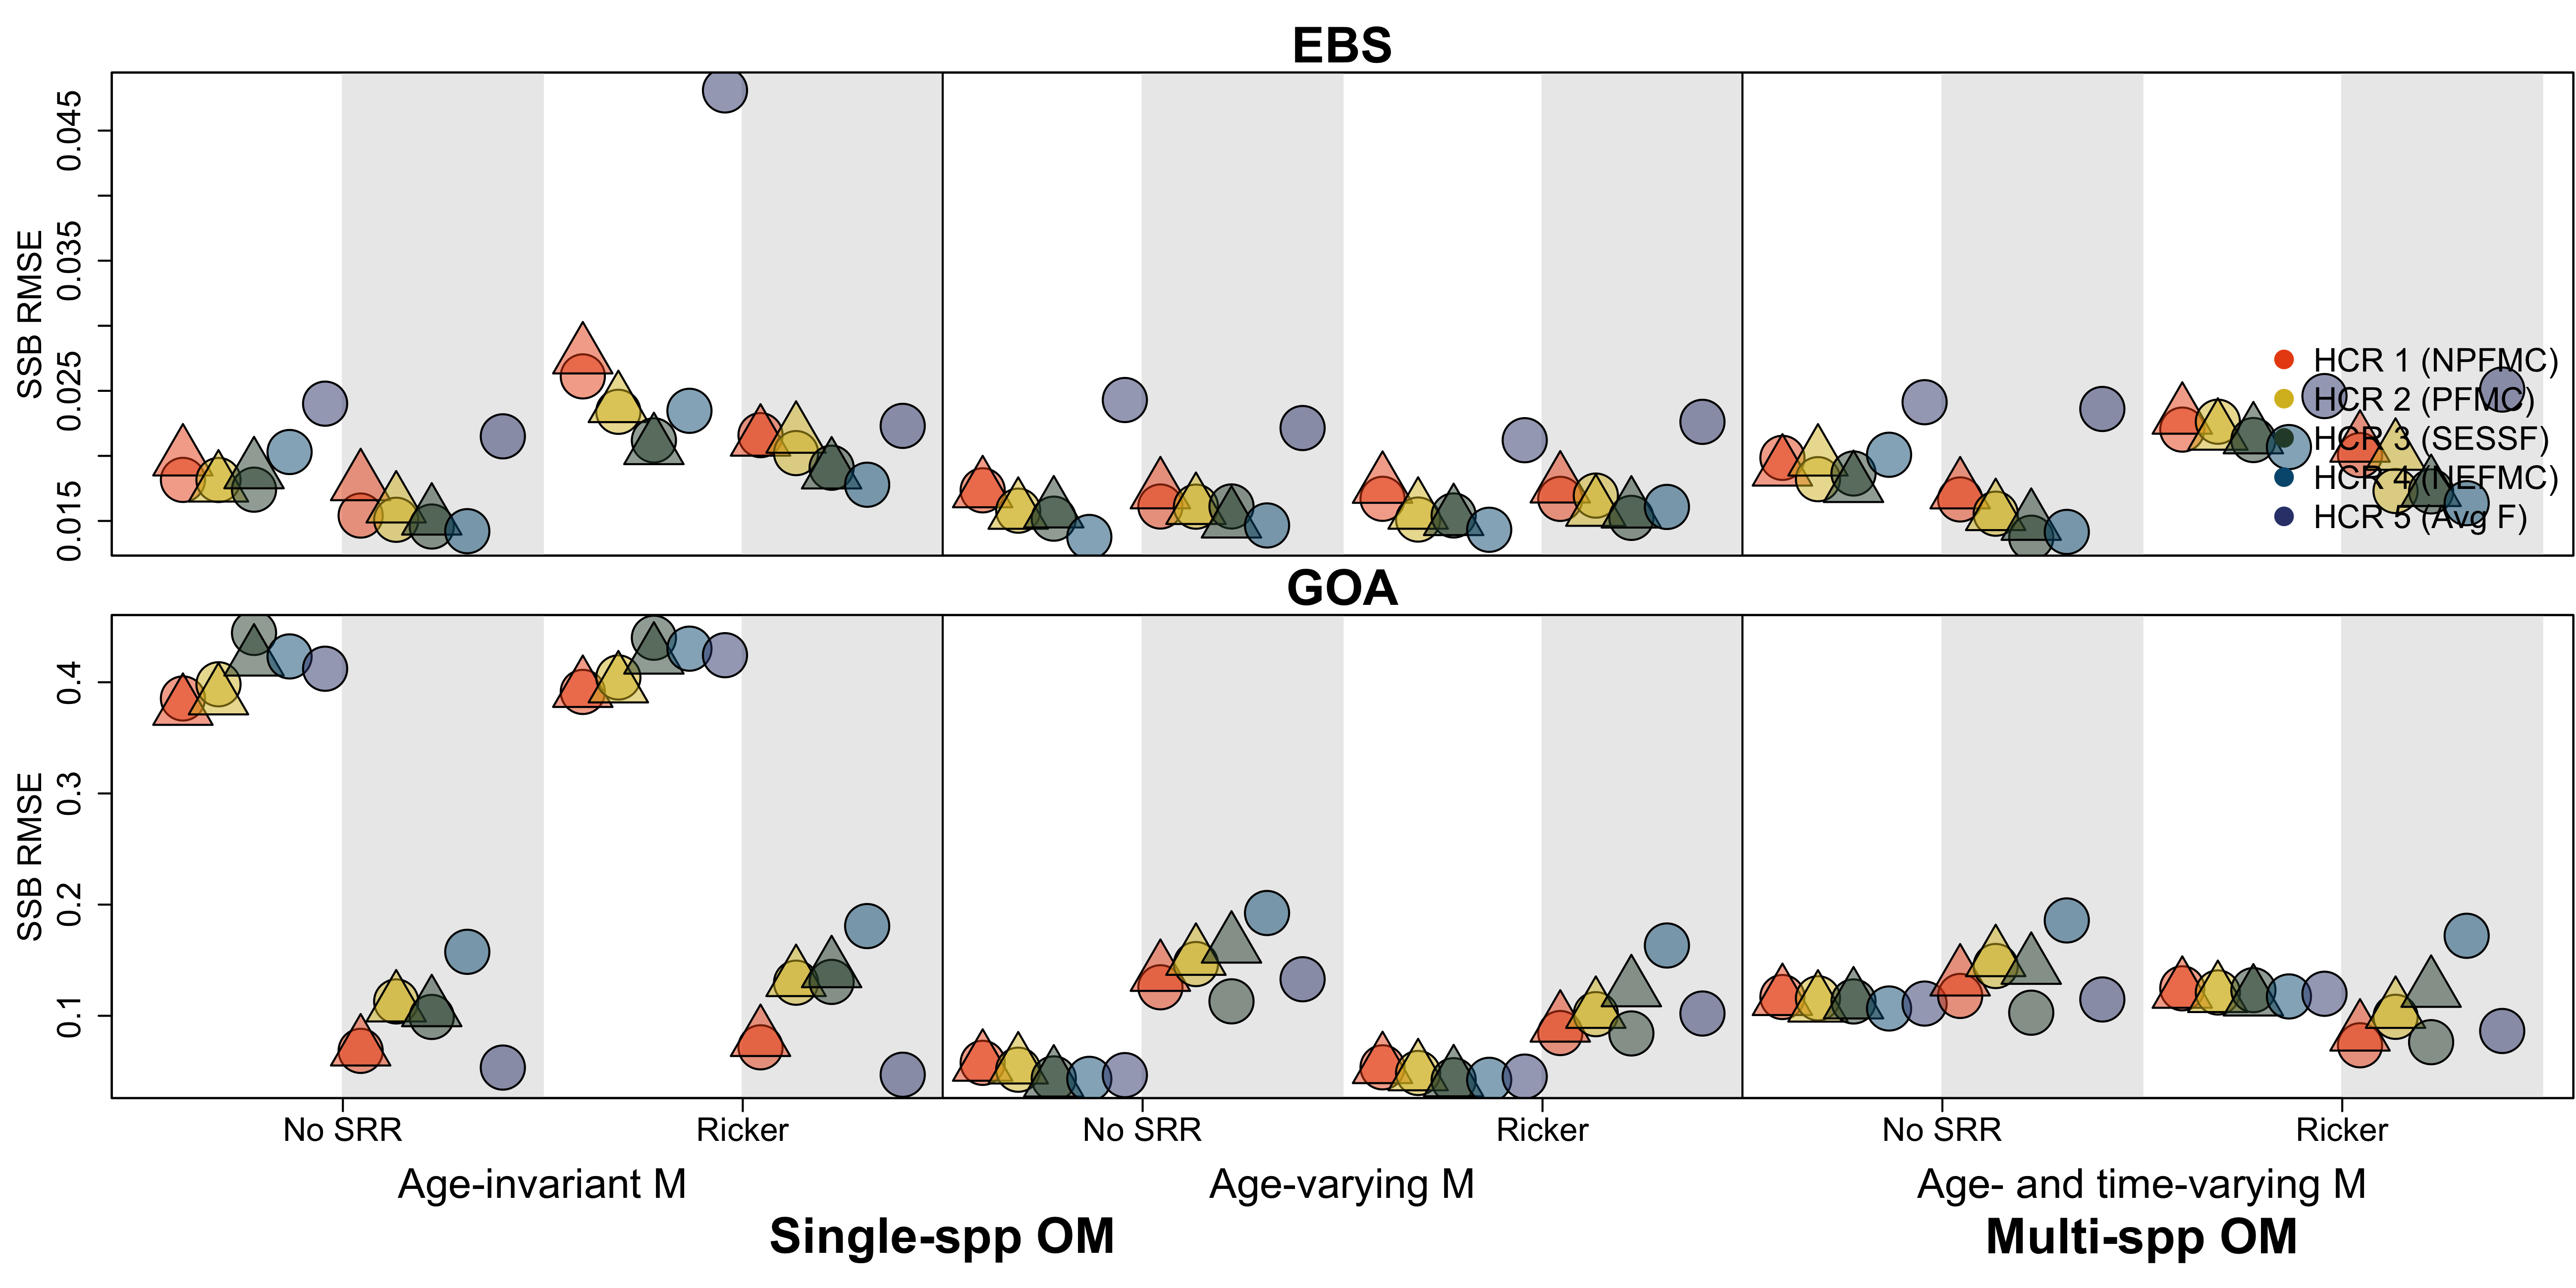 EBS
SSB RMSE
0.045
0.035
0.025
0.015
HCR 1 (NPFMC)
HCR 2 (PFMC)
HCR 3 (SESSF)
HCR 4 (NEFMC)
HCR 5 (Avg F)
GOA
SSB RMSE
0.4
0.3
0.2
0.1
No SRR Ricker No SRR Ricker No SRR Ricker
Age-invariant M Age-varying M Age- and time-varying M
Single-spp OM Multi-spp OM